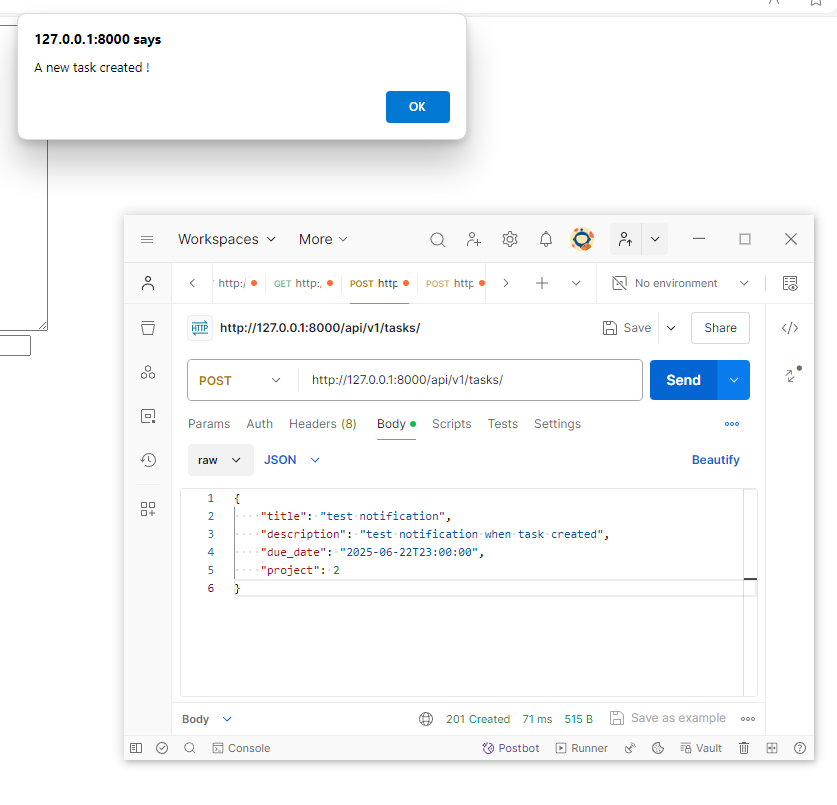 127.0.0.1:8000 says
A new task created !
OK
Workspaces More
http:/ GET http:, POST http POST http No environment
HTTP http://127.0.0.1:8000/api/v1/tasks/ Save Share
POST http://127.0.0.1:8000/api/v1/tasks/ Send
Params Auth Headers (8) Body Scripts Tests Settings
raw JSON Beautify
1 {
2 "title": "test notification",
3 "description": "test notification when task created",
4 "due_date": "2025-06-22T23:00:00",
5 "project": 2
6 }
Body 201 Created 71 ms 515 B Save as example
Console Postbot Runner Vault